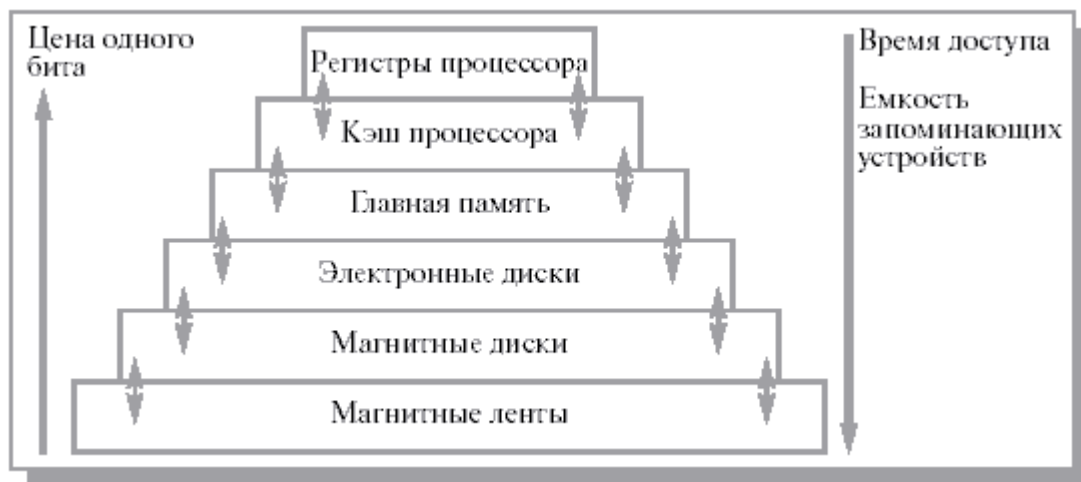 Цена одного
бита
Регистры процессора
Кэш процессора
Главная память
Электронные диски
Магнитные диски
Магнитные ленты
Время доступа
Емкость
запоминающих
устройств